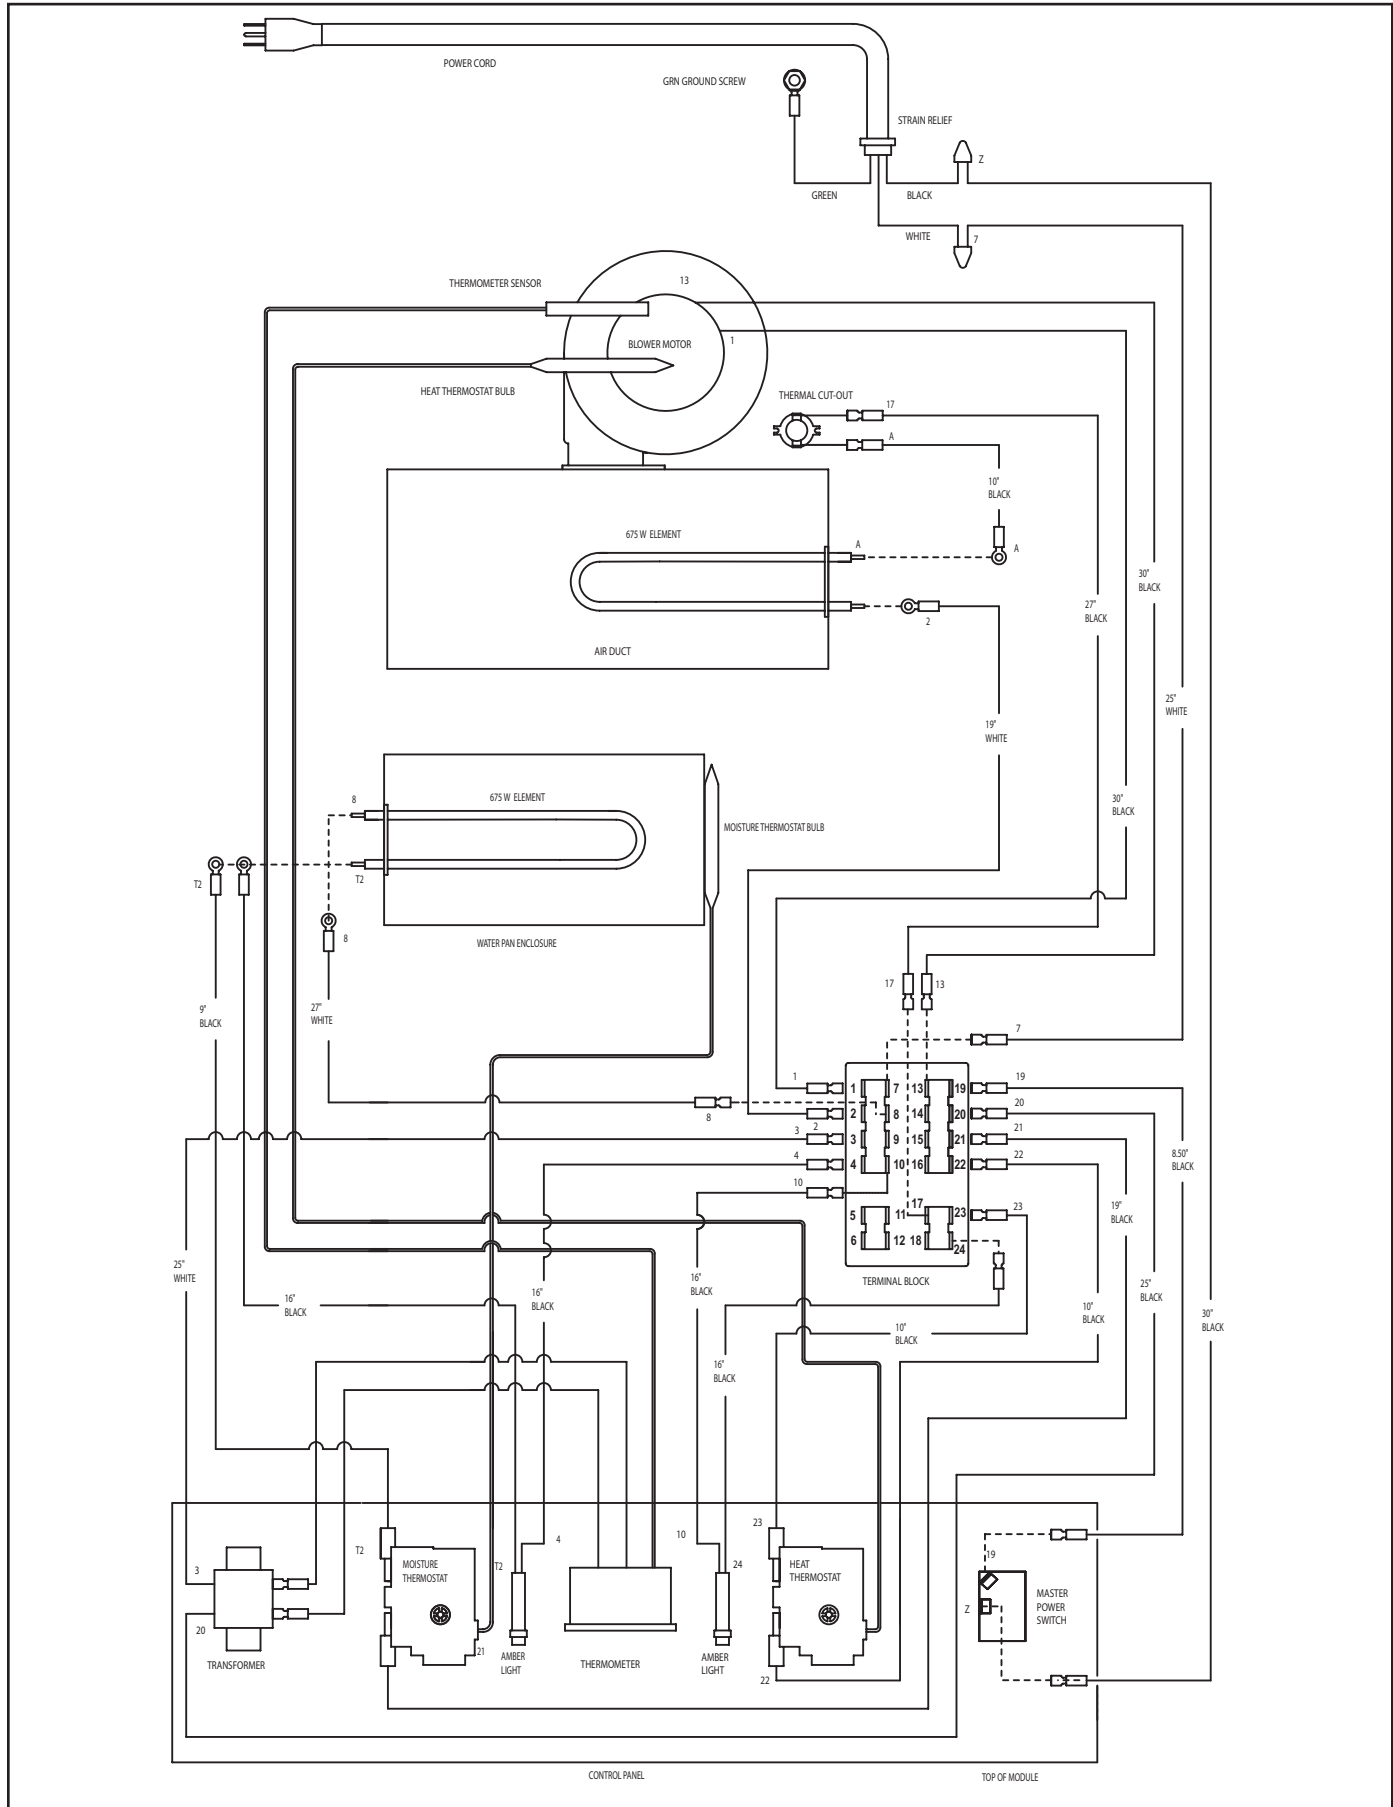 POWER CORD
GRN GROUND SCREW
STRAIN RELIEF
Z
GREEN
BLACK
WHITE
7
THERMOMETER SENSOR
13
BLOWER MOTOR
1
HEAT THERMOSTAT BULB
THERMAL CUT-OUT
17
A
10"
BLACK
675 W ELEMENT
A
A
30"
BLACK
27"
BLACK
2
AIR DUCT
25"
WHITE
19"
WHITE
8
675 W ELEMENT
30"
BLACK
MOISTURE THERMOSTAT BULB
T2
T2
8
WATER PAN ENCLOSURE
17
13
9"
BLACK
27"
WHITE
7
1
1
7
13
19
19
8
2
2
8
14
20
20
3
3
9
15
21
21
4
4
10
16
22
22
8.50"
BLACK
10
5
11
17
23
23
19"
BLACK
6
12
18
24
25"
WHITE
16"
BLACK
TERMINAL BLOCK
25"
BLACK
16"
BLACK
16"
BLACK
10"
BLACK
30"
BLACK
10"
BLACK
16"
BLACK
23
4
10
T2
MOISTURE
THERMOSTAT
T2
24
HEAT
THERMOSTAT
19
3
MASTER
POWER
SWITCH
Z
20
21
TRANSFORMER
AMBER
LIGHT
THERMOMETER
AMBER
LIGHT
22
CONTROL PANEL
TOP OF MODULE